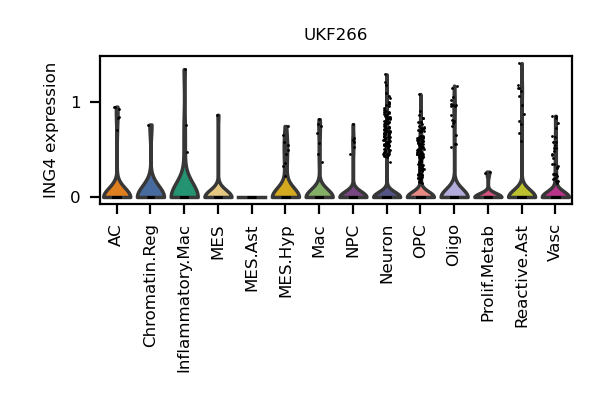 UKF266
ING4 expression
1
0
AC
Chromatin.Reg
Inflammatory.Mac
MES
MES.Ast
MES.Hyp
Mac
NPC
Neuron
OPC
Oligo
Prolif.Metab
Reactive.Ast
Vasc